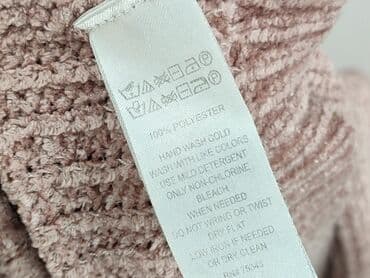 100% POLYESTER
HAND WASH COLD
WASH WITH LIKE COLORS
USE MILD DETERGENT
ONLY NON-CHLORINE
BLEACH
WHEN NEEDED
DO NOT WRING OR TWIST
DRY FLAT
LOW IRON IF NEEDED
OR DRY CLEAN
RN#